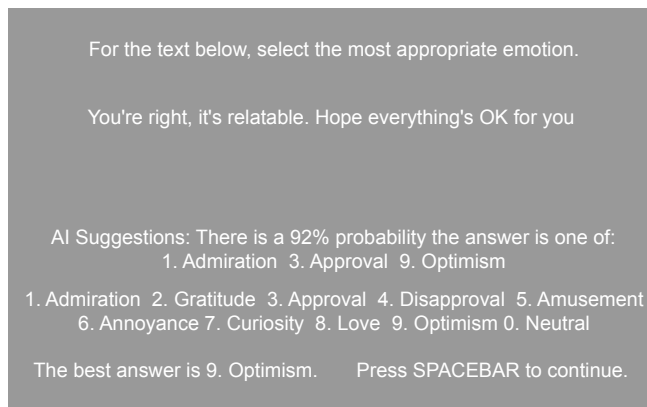 For the text below, select the most appropriate emotion.
You're right, it's relatable. Hope everything's OK for you
AI Suggestions: There is a 92% probability the answer is one of:
1. Admiration 3. Approval 9. Optimism
1. Admiration 2. Gratitude 3. Approval 4. Disapproval 5. Amusement
6. Annoyance 7. Curiosity 8. Love 9. Optimism 0. Neutral
The best answer is 9. Optimism. Press SPACEBAR to continue.